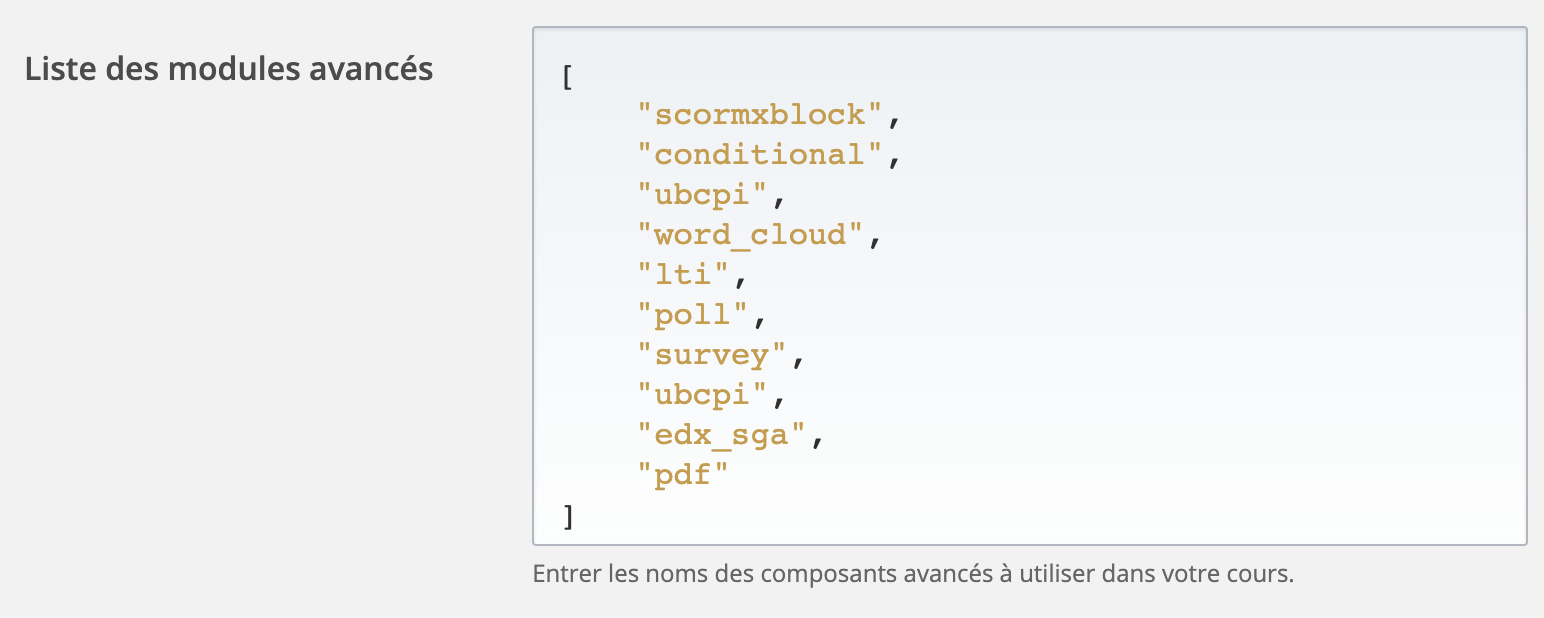 Liste des modules avancés
[
"scormxblock",
"conditional",
"ubcpi",
"word_cloud",
"lti",
"poll",
"survey",
"ubcpi",
"edx_sga",
"pdf"
]
Entrer les noms des composants avancés à utiliser dans votre cours.